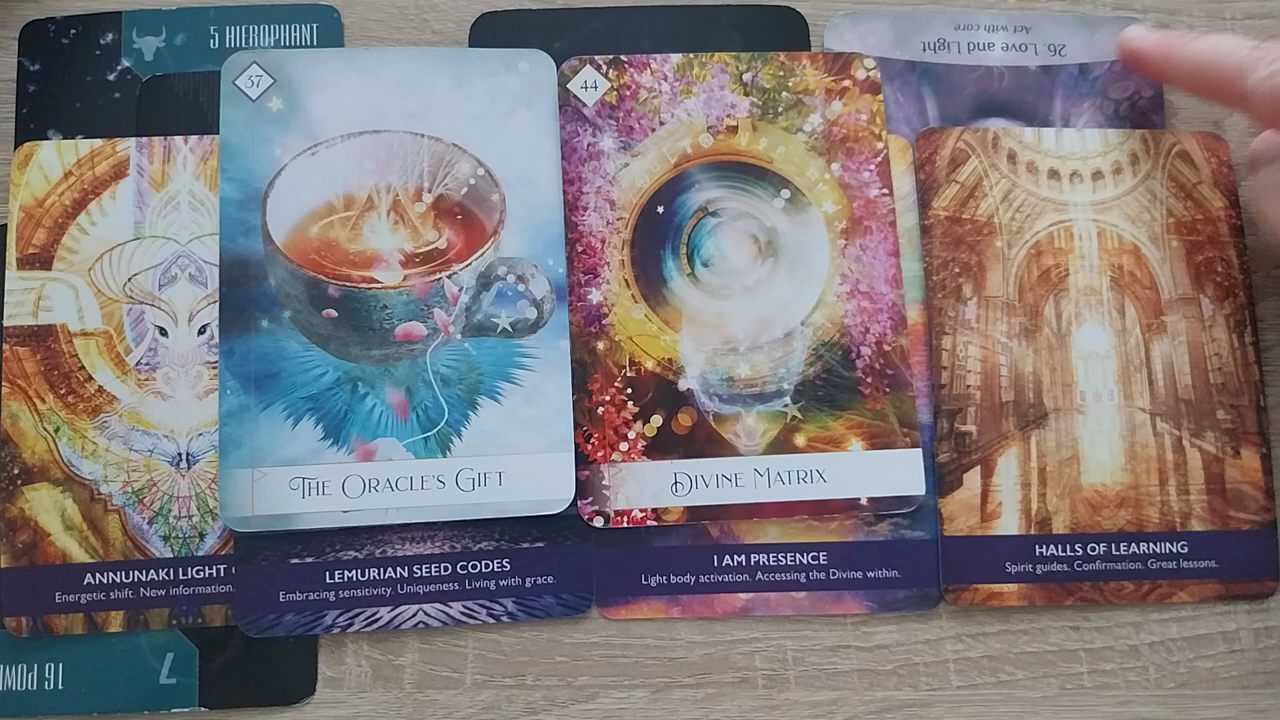 5 HIEROPHANT
Act with care
26. Love and Light
37
44
THE ORACLE'S GIFT
DIVINE MATRIX
ANNUNAKI LIGHT
Energetic shift. New information.
LEMURIAN SEED CODES
Embracing sensitivity. Uniqueness. Living with grace.
I AM PRESENCE
Light body activation. Accessing the Divine within.
HALLS OF LEARNING
Spirit guides. Confirmation. Great lessons.
16